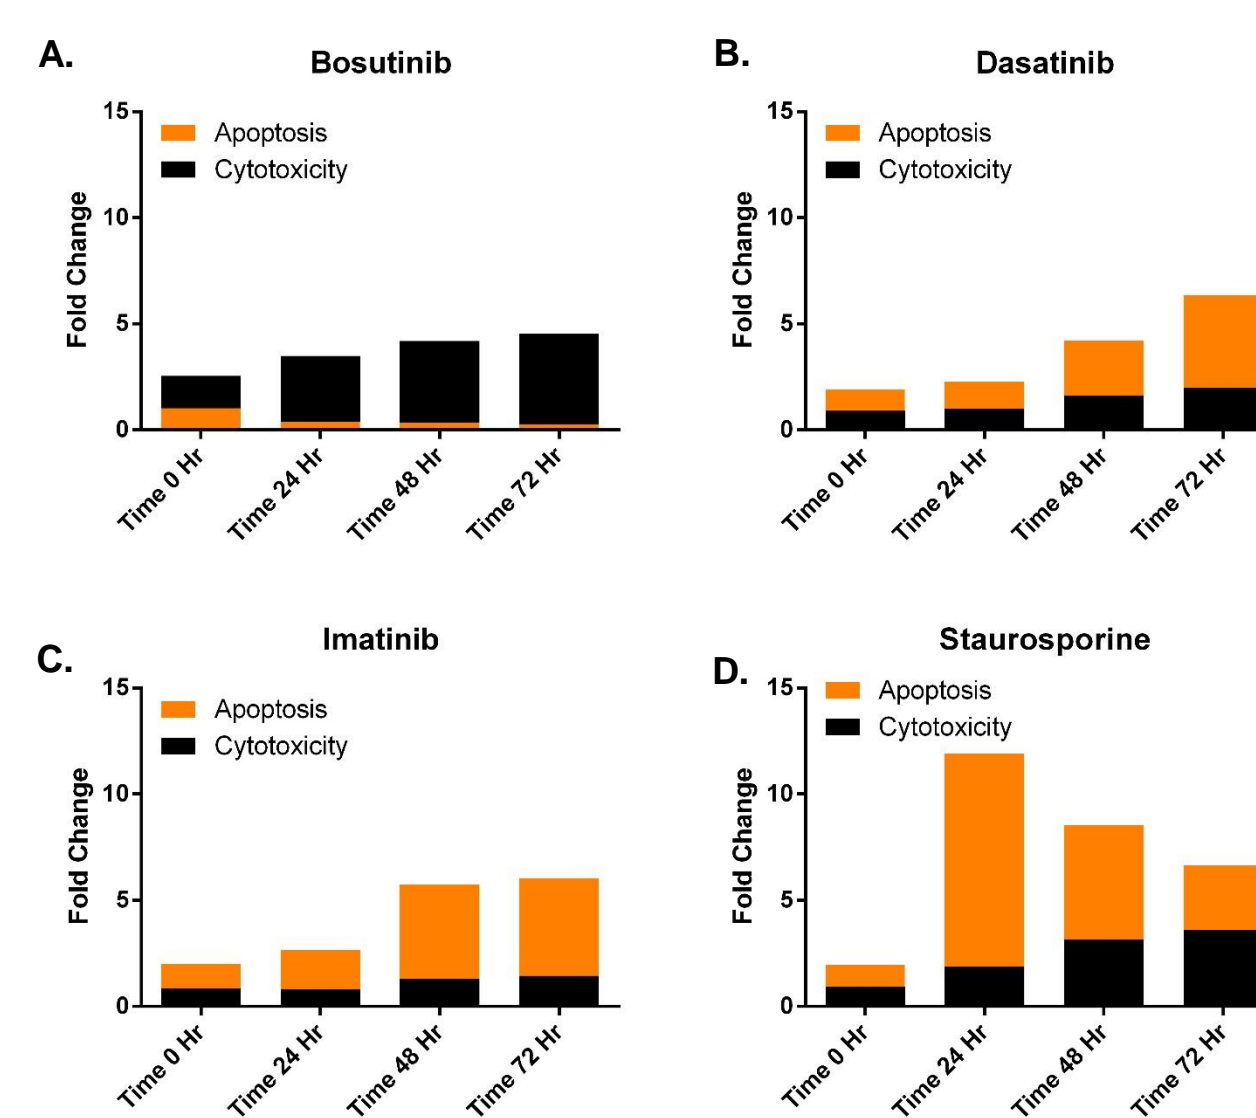 A.
Bosutinib
15
10
5
0
Fold Change
Apoptosis
Cytotoxicity
Time 0 Hr
Time 24 Hr
Time 48 Hr
Time 72 Hr
B.
Dasatinib
15
10
5
0
Fold Change
Apoptosis
Cytotoxicity
Time 0 Hr
Time 24 Hr
Time 48 Hr
Time 72 Hr
C.
Imatinib
15
10
5
0
Fold Change
Apoptosis
Cytotoxicity
Time 0 Hr
Time 24 Hr
Time 48 Hr
Time 72 Hr
D.
Staurosporine
15
10
5
0
Fold Change
Apoptosis
Cytotoxicity
Time 0 Hr
Time 24 Hr
Time 48 Hr
Time 72 Hr